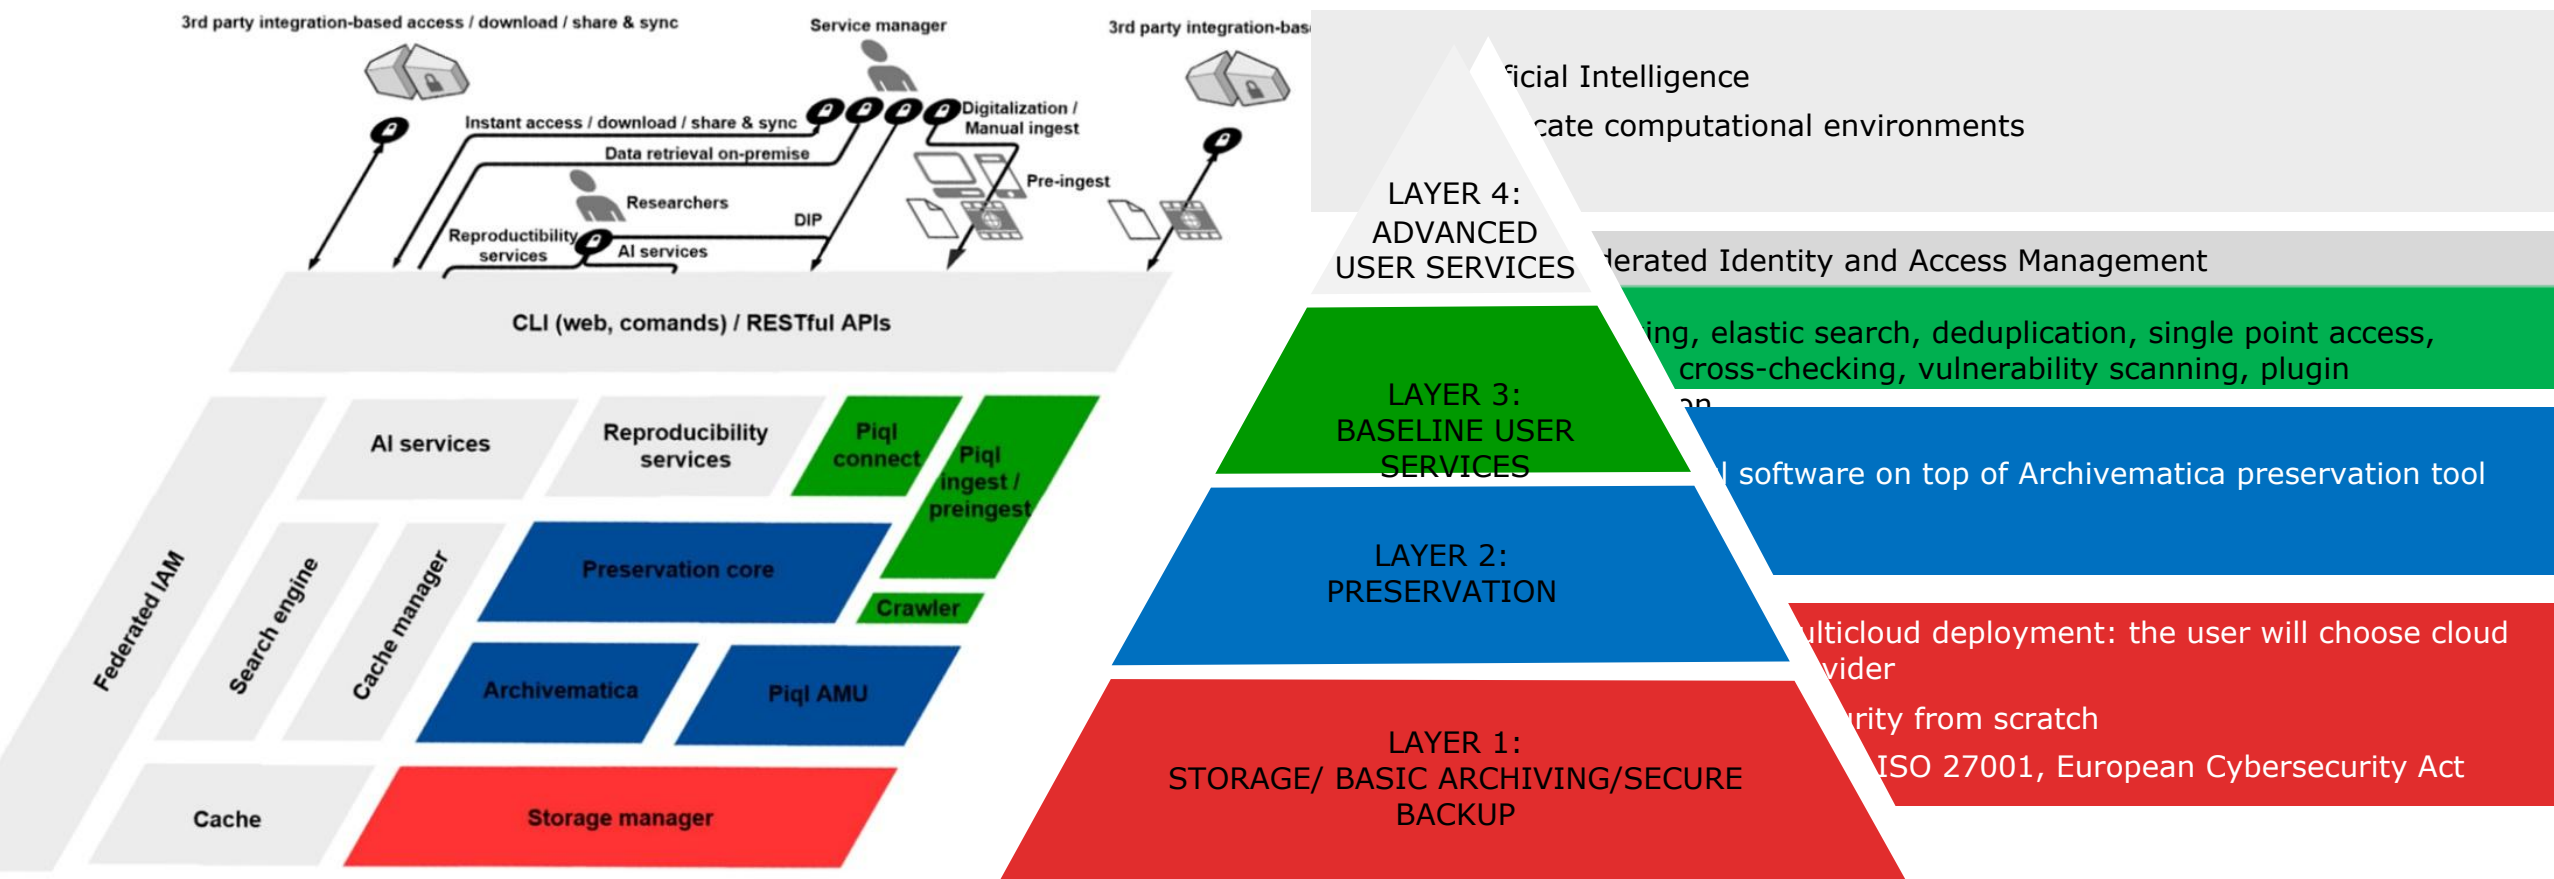 3rd party integration-based access / download / share & sync
Service manager
3rd party integration-bas
Instant access / download / share & sync
Digitalization /
Manual ingest
Data retrieval on-premise
Pre-ingest
Researchers
DIP
Reproductibility
services
AI services
CLI (web, comands) / RESTful APIs
AI services
Reproducibility
services
Piql
connect
Piql
ingest /
preingest
Federated IAM
Search engine
Cache manager
Preservation core
Crawler
Archivematica
Piql AMU
Cache
Storage manager
LAYER 4:
ADVANCED
USER SERVICES
LAYER 3:
BASELINE USER
SERVICES
LAYER 2:
PRESERVATION
LAYER 1:
STORAGE/ BASIC ARCHIVING/SECURE
BACKUP
ficial Intelligence
cate computational environments
derated Identity and Access Management
ing, elastic search, deduplication, single point access,
cross-checking, vulnerability scanning, plugin
on
l software on top of Archivematica preservation tool
ulticloud deployment: the user will choose cloud
vider
urity from scratch
ISO 27001, European Cybersecurity Act